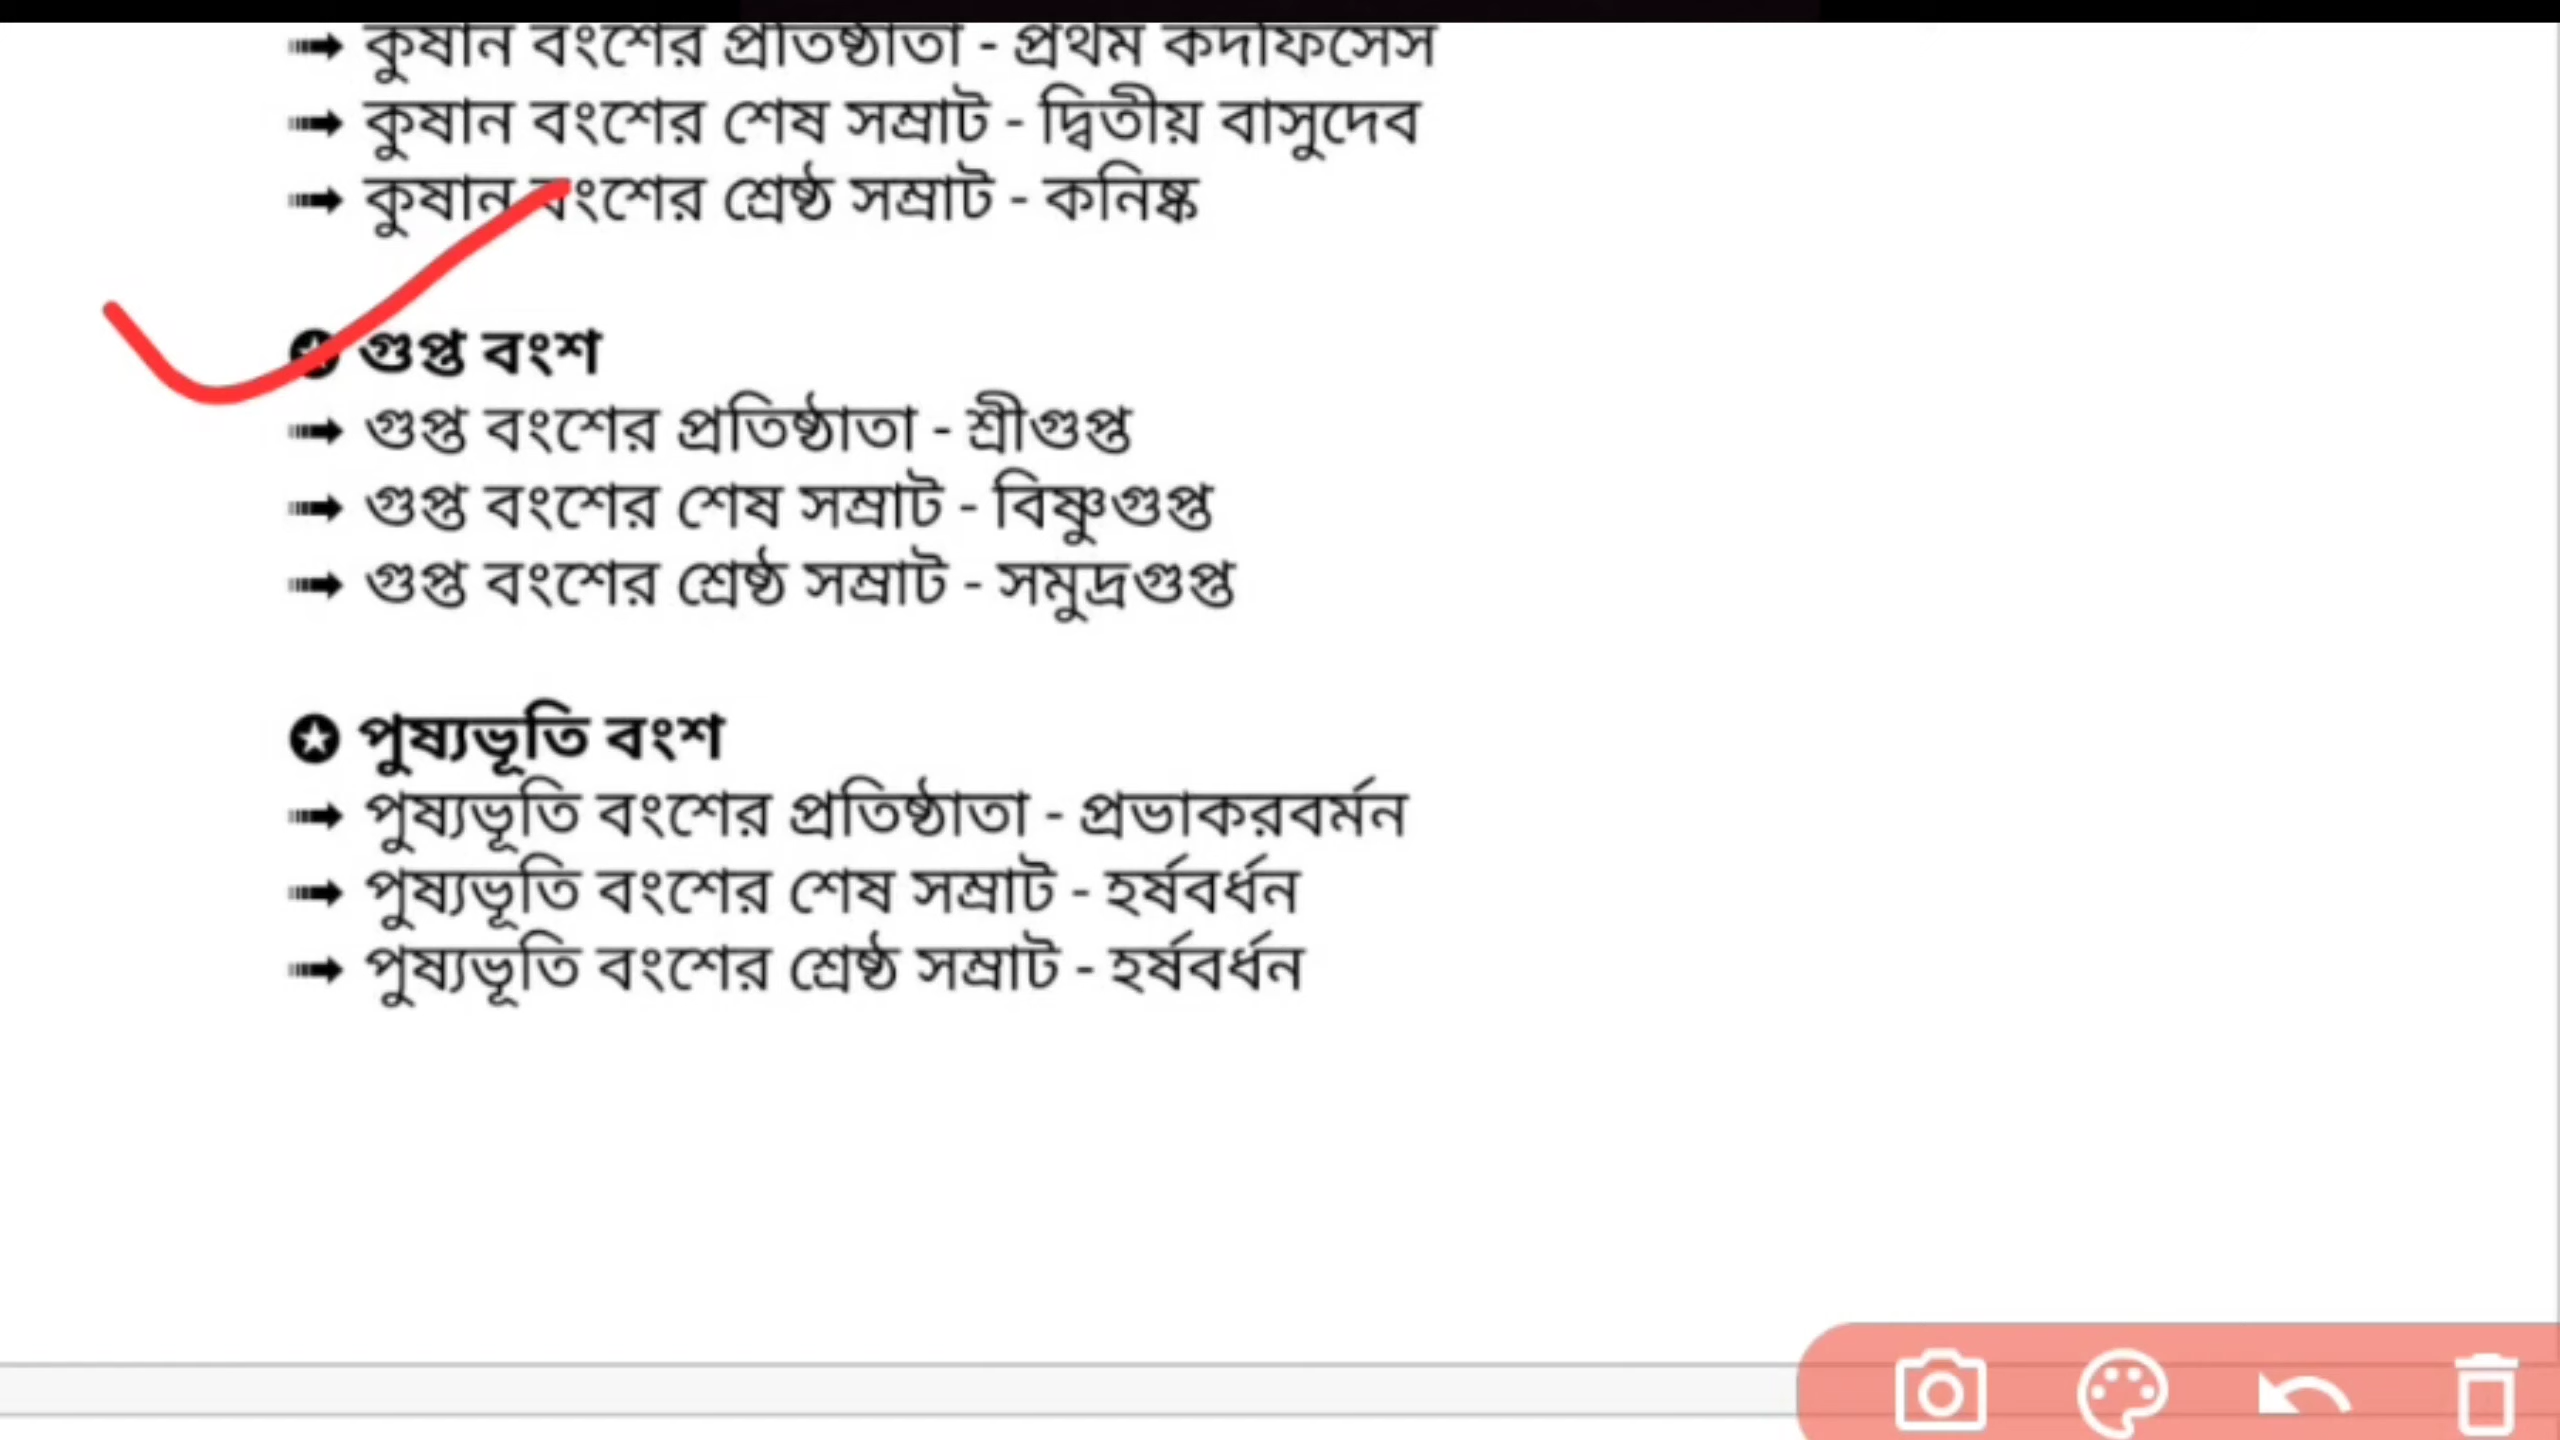 ➟ কুষান বংশের প্রতিষ্ঠাতা - প্রথম কদফিসেস
➟ কুষান বংশের শেষ সম্রাট - দ্বিতীয় বাসুদেব
➟ কুষান বংশের শ্রেষ্ঠ সম্রাট - কনিষ্ক
✪ গুপ্ত বংশ
➟ গুপ্ত বংশের প্রতিষ্ঠাতা - শ্রীগুপ্ত
➟ গুপ্ত বংশের শেষ সম্রাট - বিষ্ণুগুপ্ত
➟ গুপ্ত বংশের শ্রেষ্ঠ সম্রাট - সমুদ্রগুপ্ত
✪ পুষ্যভূতি বংশ
➟ পুষ্যভূতি বংশের প্রতিষ্ঠাতা - প্রভাকরবর্মন
➟ পুষ্যভূতি বংশের শেষ সম্রাট - হর্ষবর্ধন
➟ পুষ্যভূতি বংশের শ্রেষ্ঠ সম্রাট - হর্ষবর্ধন